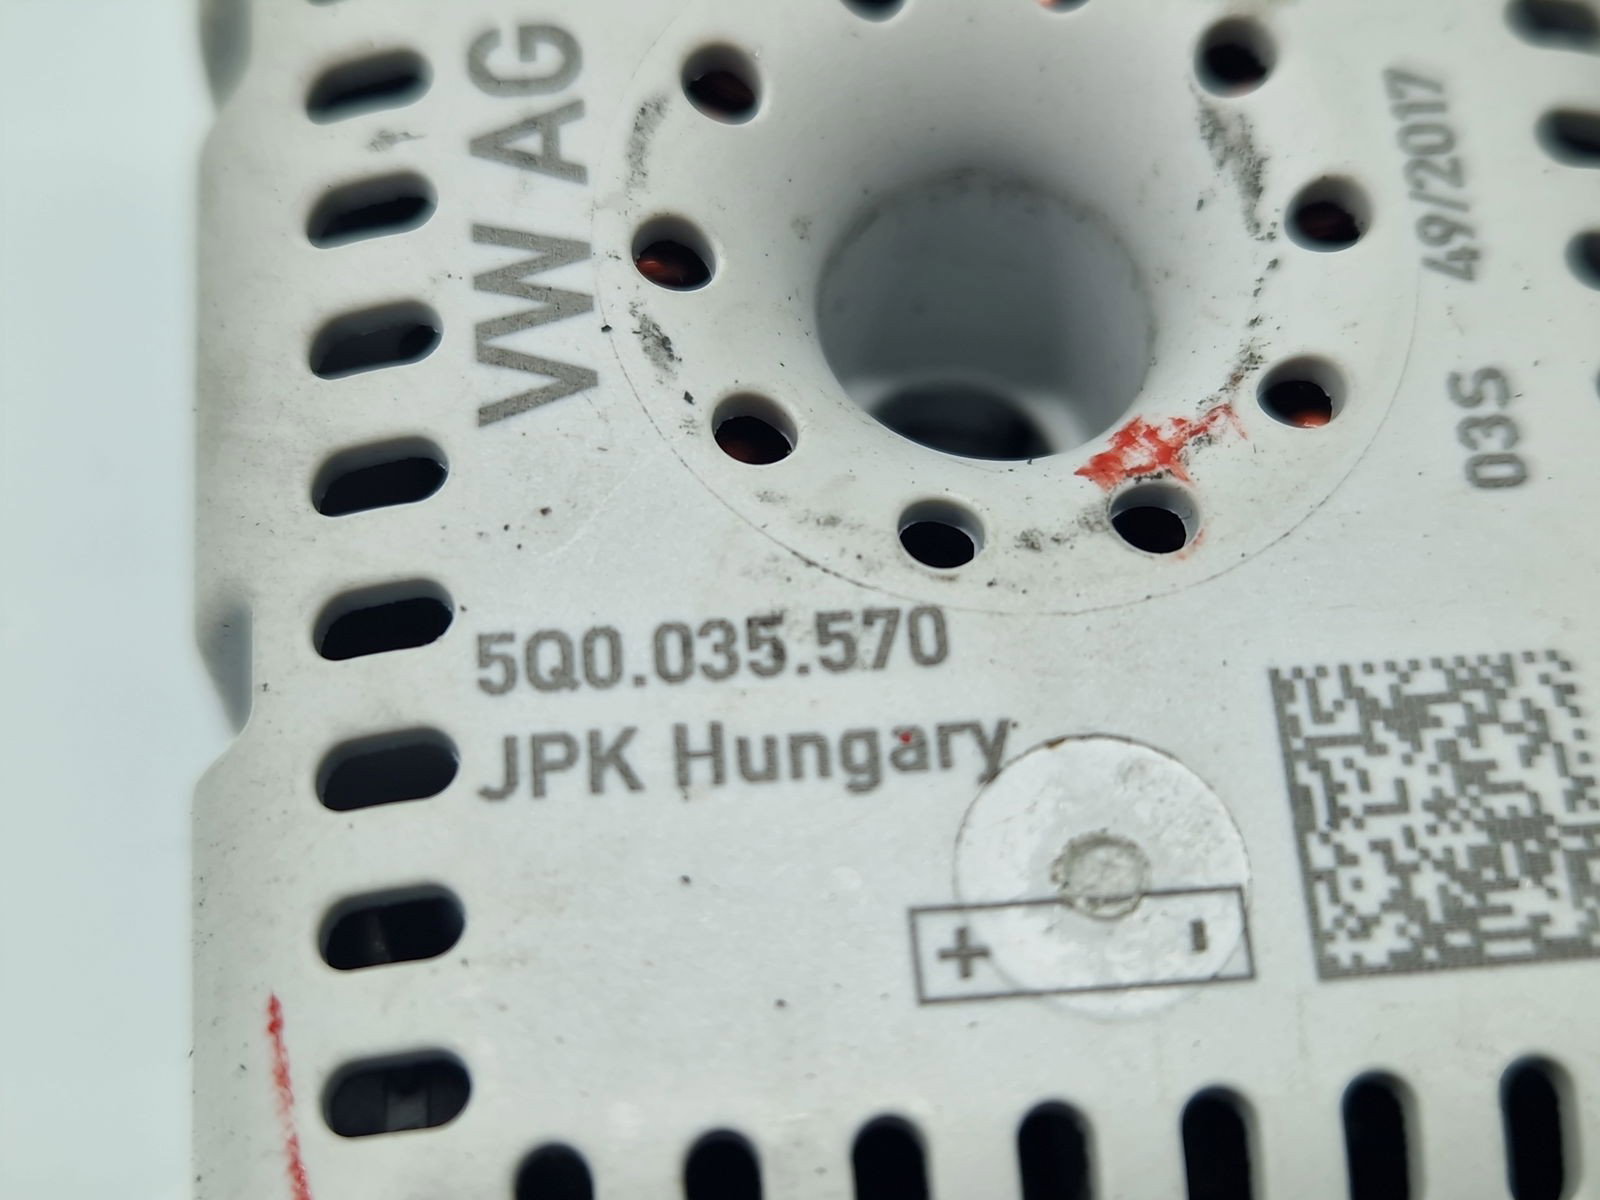 VW AG
49/2017
03S
5Q0.035.570
JPK Hungary
+ -